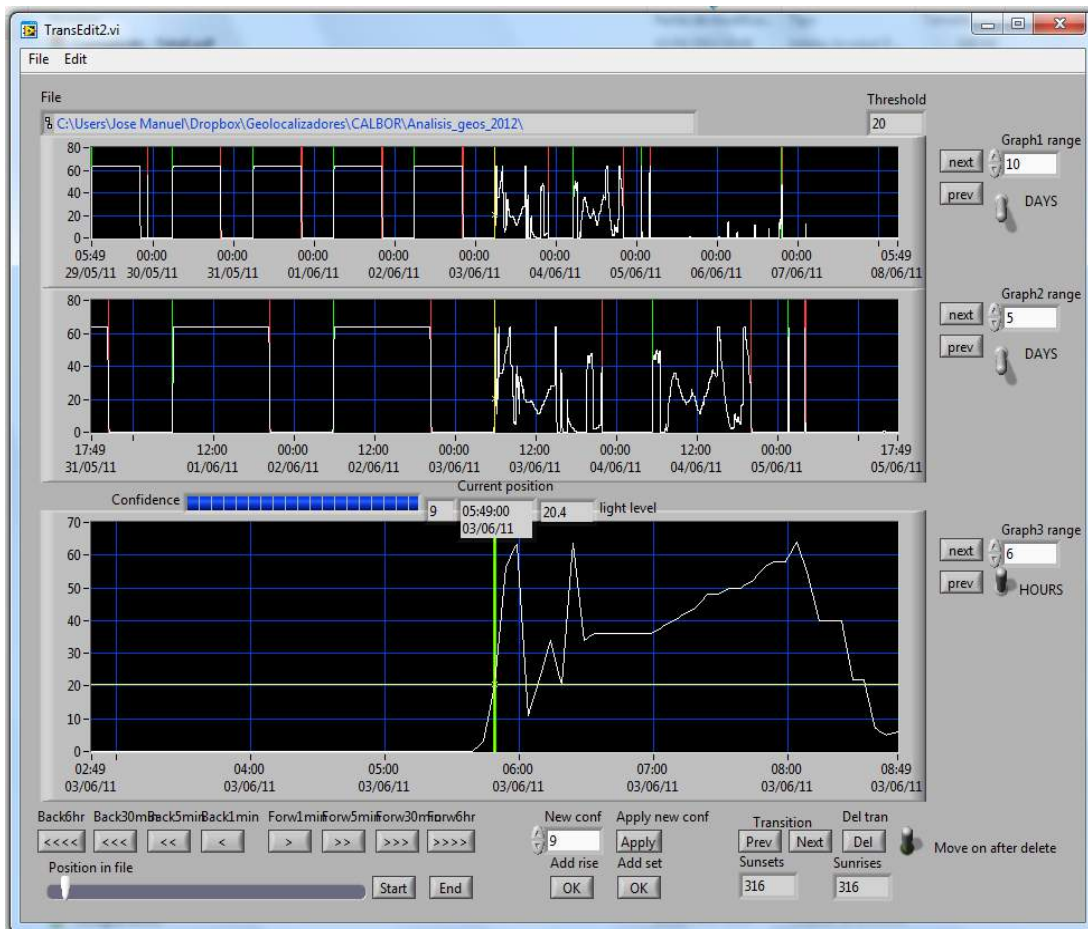 TransEdit2.vi
File Edit
File
Threshold
C:\Users\Jose Manuel\Dropbox\Geolocalizadores\CALBOR\Analisis_geos_2012\
20
Graph1 range
next 10
prev DAYS
80
60
40
20
0
05:49 00:00 00:00 00:00 00:00 00:00 00:00 00:00 00:00 00:00 05:49
29/05/11 30/05/11 31/05/11 01/06/11 02/06/11 03/06/11 04/06/11 05/06/11 06/06/11 07/06/11 08/06/11
Graph2 range
next 5
prev DAYS
80
60
40
20
0
17:49 12:00 00:00 12:00 00:00 12:00 00:00 12:00 00:00 17:49
31/05/11 01/06/11 02/06/11 02/06/11 03/06/11 03/06/11 04/06/11 04/06/11 05/06/11 05/06/11
Current position
Confidence 9 05:49:00 20.4 light level
03/06/11
Graph3 range
next 6
prev HOURS
70
60
50
40
30
20
10
0
02:49 04:00 05:00 06:00 07:00 08:00 08:49
03/06/11 03/06/11 03/06/11 03/06/11 03/06/11 03/06/11 03/06/11
Back6hr Back30min Back5min Back1min Forw1min Forw5min Forw30min Forw6hr
<<<< <<< << < > >> >>> >>>>
New conf Apply new conf
9 Apply
Add rise Add set
OK OK
Transition Del tran
Prev Next Del
Move on after delete
Sunsets Sunrises
316 316
Position in file
Start End